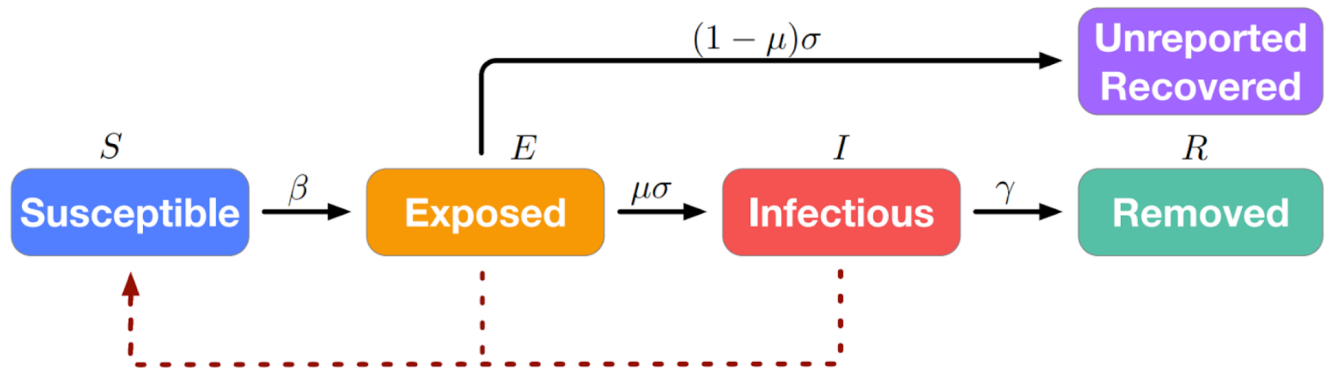 (1 − μ)σ
Unreported
Recovered
S
E
I
R
Susceptible
β
Exposed
μσ
Infectious
γ
Removed